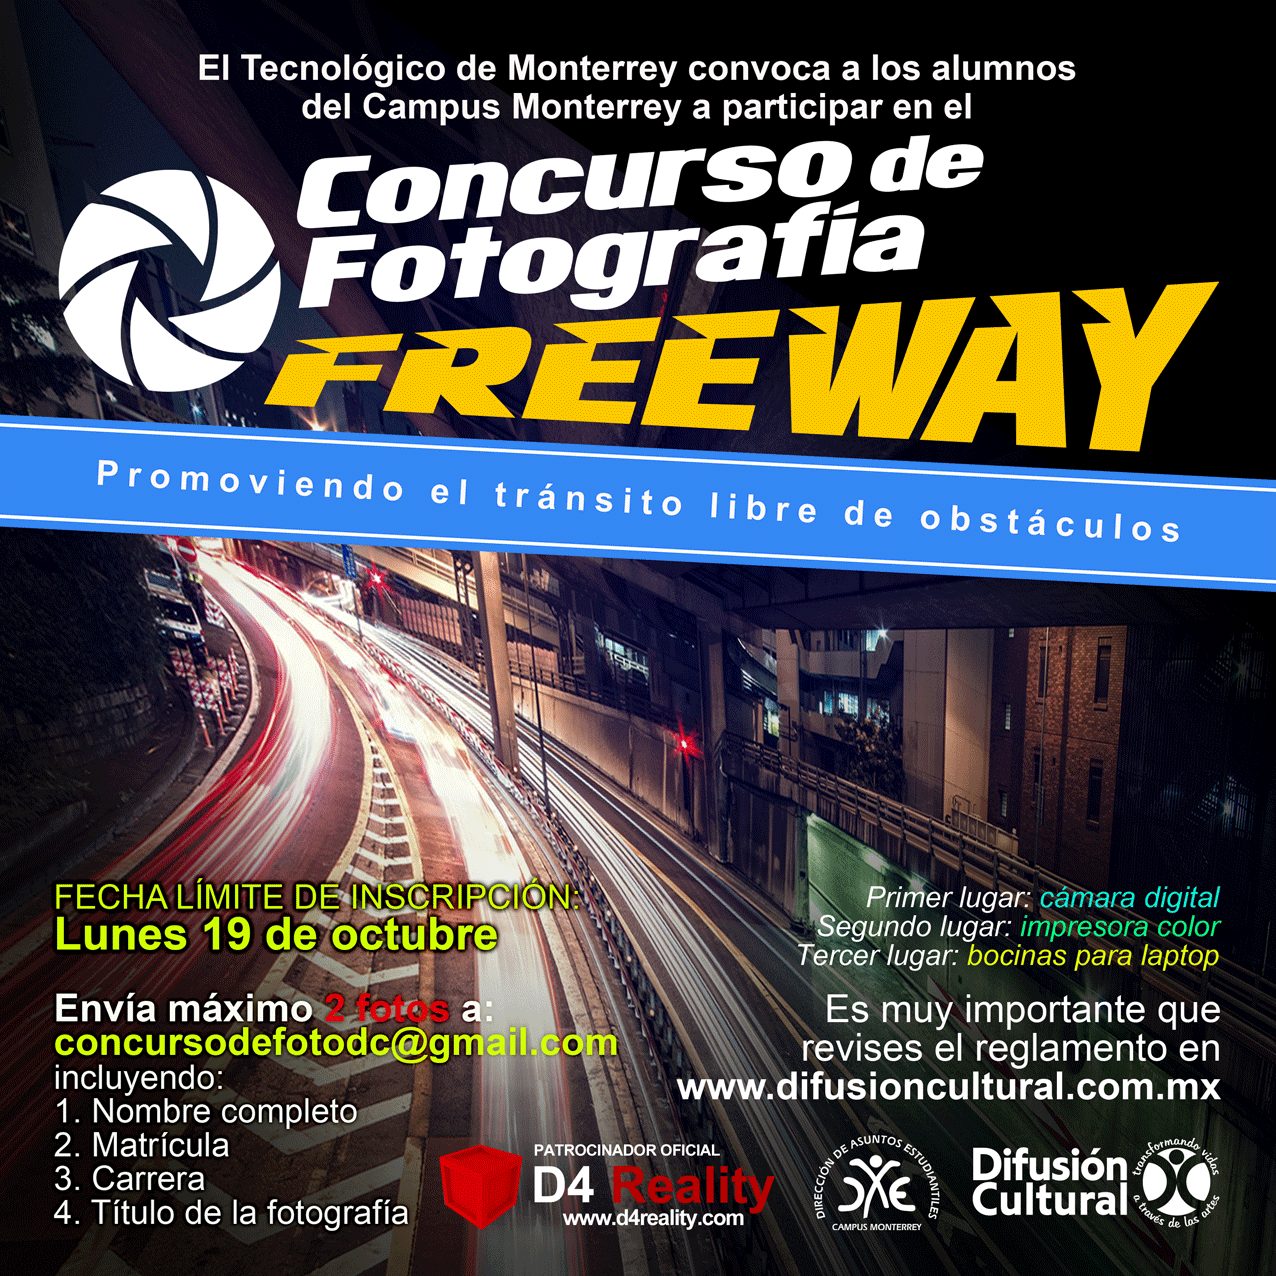 El Tecnológico de Monterrey convoca a los alumnos
del Campus Monterrey a participar en el
Concurso de
Fotografía
FREEWAY
Promoviendo el tránsito libre de obstáculos
FECHA LÍMITE DE INSCRIPCIÓN:
Lunes 19 de octubre
Envía máximo 2 fotos a:
concursodefotodc@gmail.com
incluyendo:
1. Nombre completo
2. Matrícula
3. Carrera
4. Título de la fotografía
Primer lugar: cámara digital
Segundo lugar: impresora color
Tercer lugar: bocinas para laptop
Es muy importante que
revises el reglamento en
www.difusioncultural.com.mx
PATROCINADOR OFICIAL
D4 Reality
www.d4reality.com
DIRECCIÓN DE ASUNTOS ESTUDIANTILES
DAE
CAMPUS MONTERREY
Difusión
Cultural
transformando vidas
a través de las artes